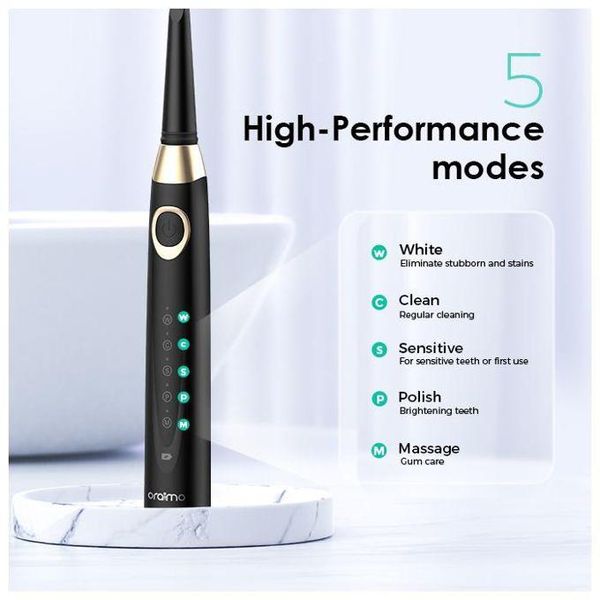 5
High-Performance
modes
W White
Eliminate stubborn and stains
C Clean
Regular cleaning
S Sensitive
For sensitive teeth or first use
P Polish
Brightening teeth
M Massage
Gum care
W W
C C
S S
P P
M M
oraimo